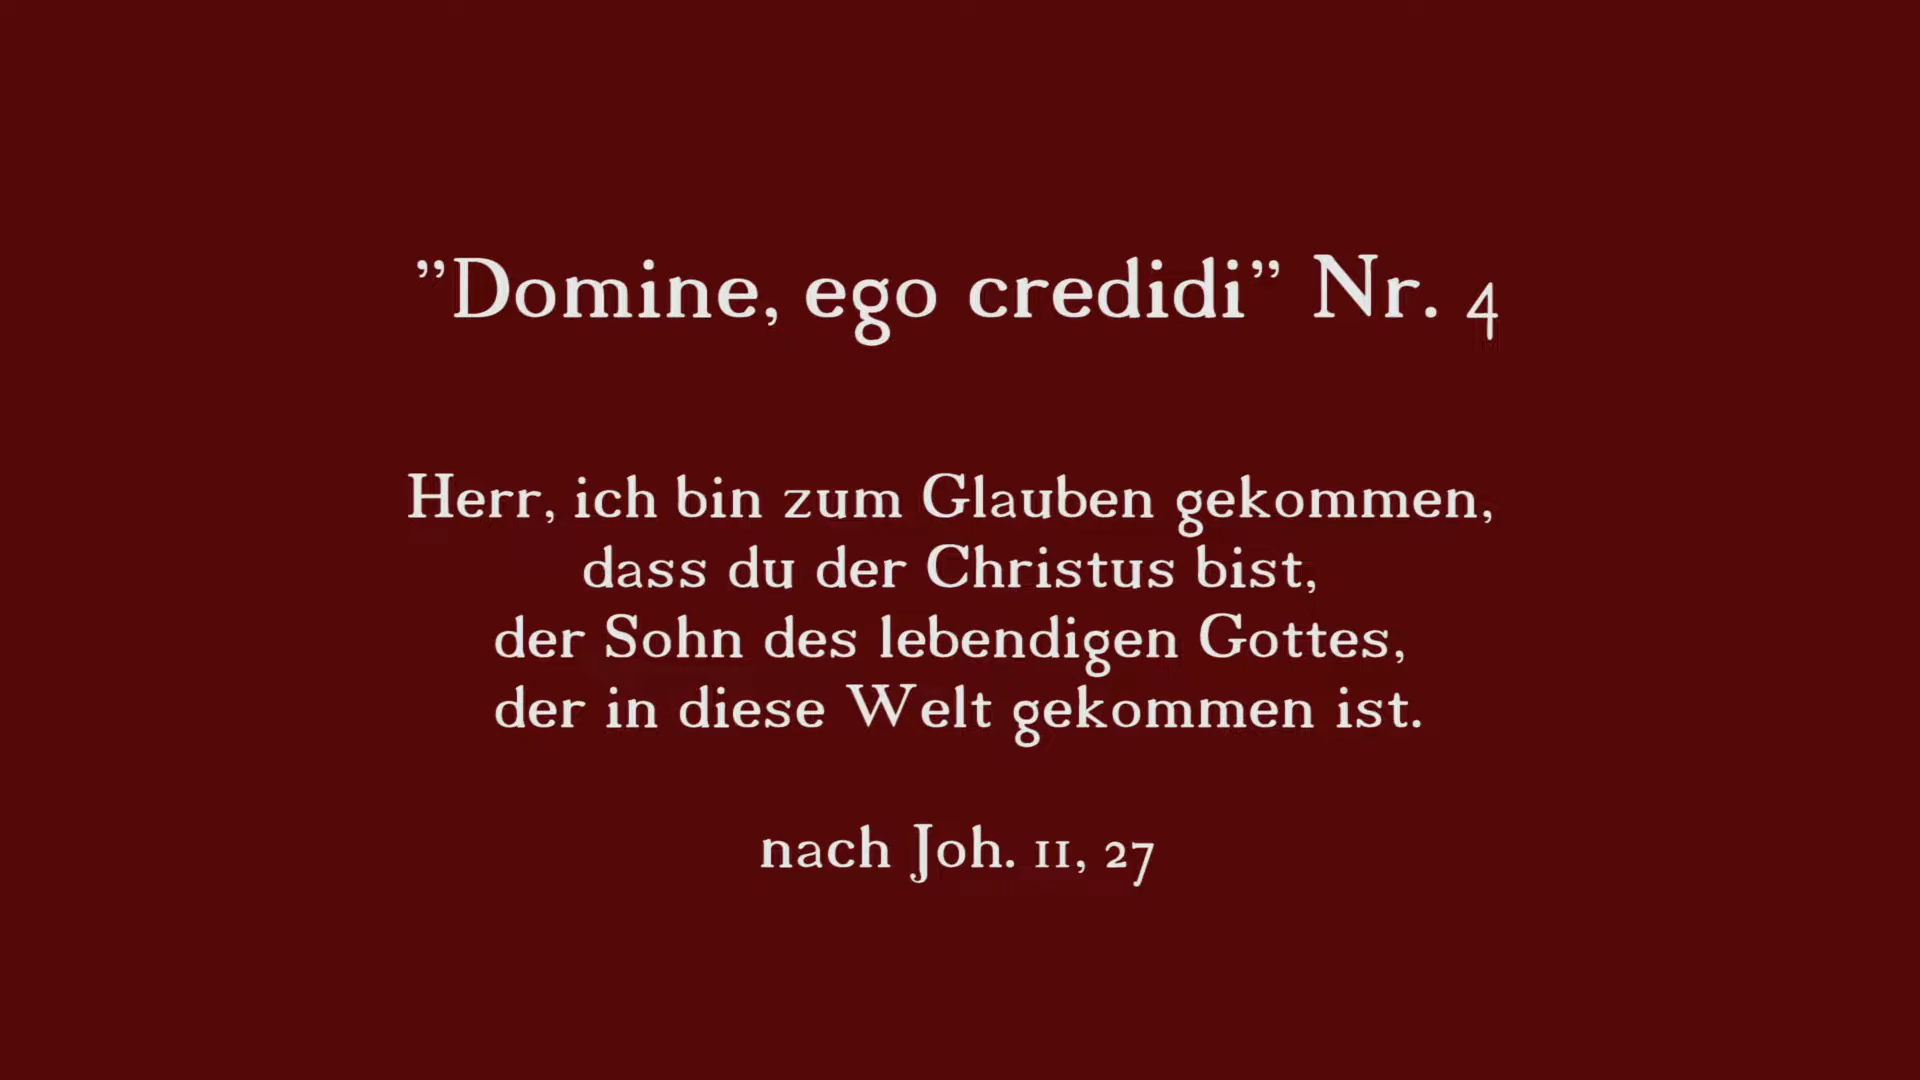 ”Domine, ego credidi” Nr. 4
Herr, ich bin zum Glauben gekommen,
dass du der Christus bist,
der Sohn des lebendigen Gottes,
der in diese Welt gekommen ist.
nach Joh. 11, 27